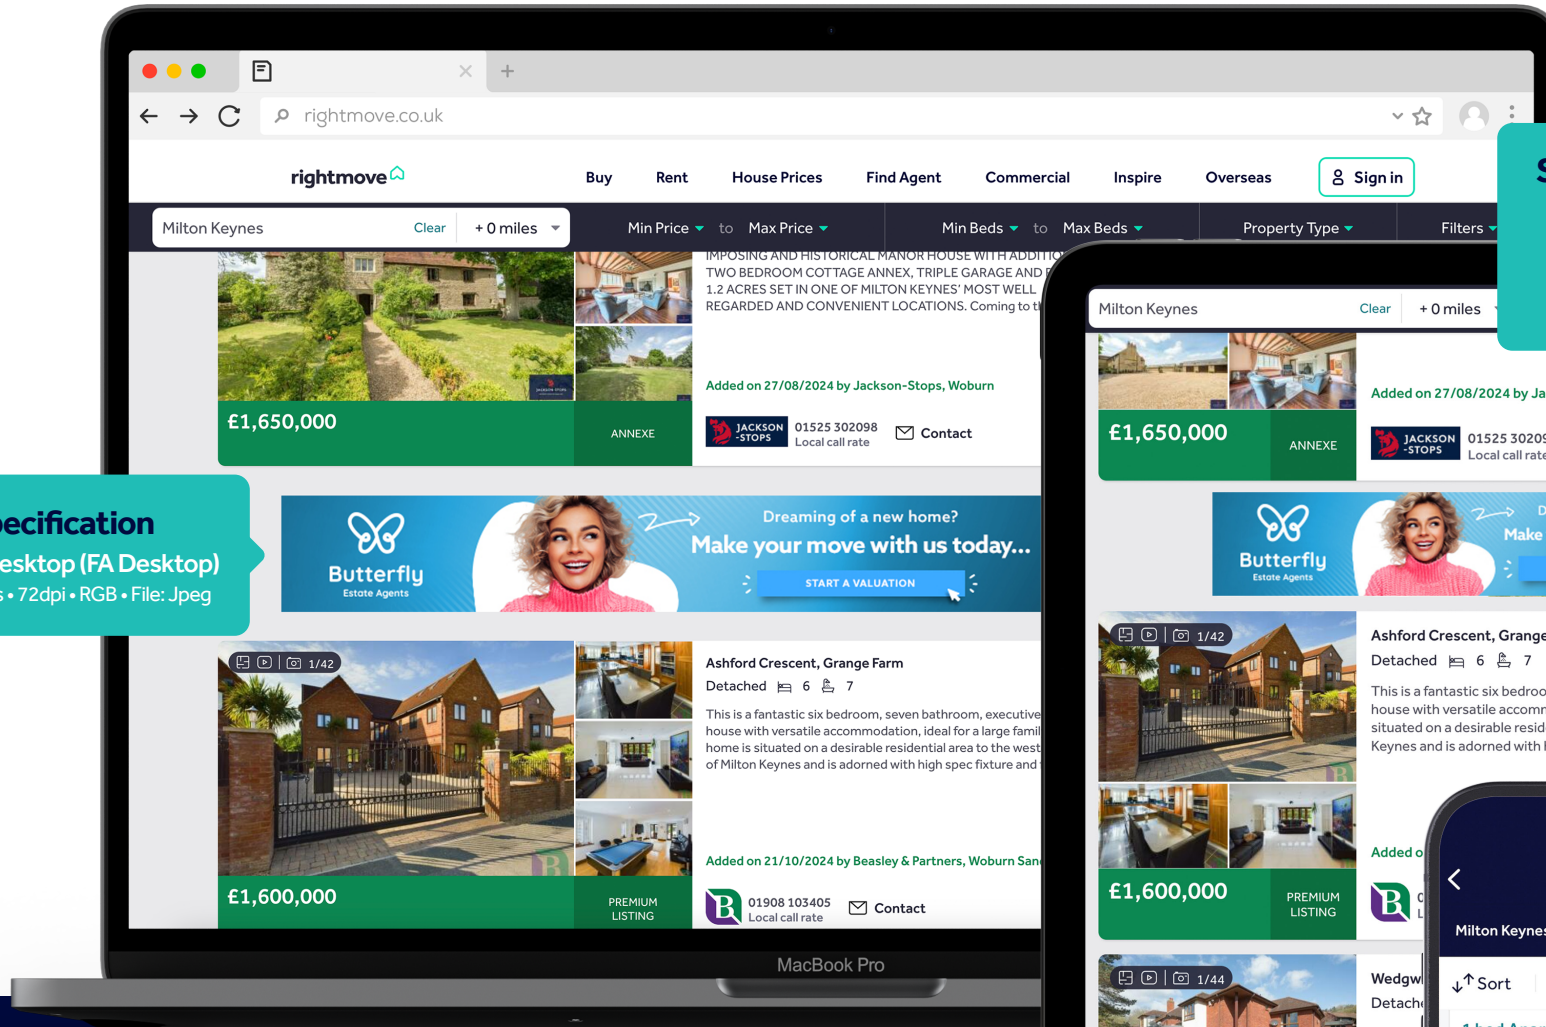 rightmove.co.uk
rightmove
Buy
Rent
House Prices
Find Agent
Commercial
Inspire
Overseas
Sign in
Milton Keynes
Clear
+ 0 miles
Min Price to Max Price
Min Beds to Max Beds
Property Type
Filters
IMPOSING AND HISTORICAL MANOR HOUSE WITH ADDITIO
TWO BEDROOM COTTAGE ANNEX, TRIPLE GARAGE AND
1.2 ACRES SET IN ONE OF MILTON KEYNES' MOST WELL
REGARDED AND CONVENIENT LOCATIONS. Coming to t
Added on 27/08/2024 by Jackson-Stops, Woburn
£1,650,000
ANNEXE
JACKSON
-STOPS
01525 302098
Local call rate
Contact
pecification
esktop (FA Desktop)
s • 72dpi • RGB • File: Jpeg
Butterfly
Estate Agents
Dreaming of a new home?
Make your move with us today...
START A VALUATION
1/42
Ashford Crescent, Grange Farm
Detached 6 7
This is a fantastic six bedroom, seven bathroom, executive
house with versatile accommodation, ideal for a large famil
home is situated on a desirable residential area to the west
of Milton Keynes and is adorned with high spec fixture and
Added on 21/10/2024 by Beasley & Partners, Woburn San
£1,600,000
PREMIUM
LISTING
B
01908 103405
Local call rate
Contact
MacBook Pro
S
Milton Keynes
Clear
+ 0 miles
Added on 27/08/2024 by Ja
£1,650,000
ANNEXE
JACKSON
-STOPS
01525 30209
Local call rate
Butterfly
Estate Agents
D
Make
1/42
Ashford Crescent, Grange
Detached 6 7
This is a fantastic six bedroo
house with versatile accomm
situated on a desirable resid
Keynes and is adorned with
Added o
£1,600,000
PREMIUM
LISTING
B
1/44
Wedgw
Detache
Milton Keynes
Sort